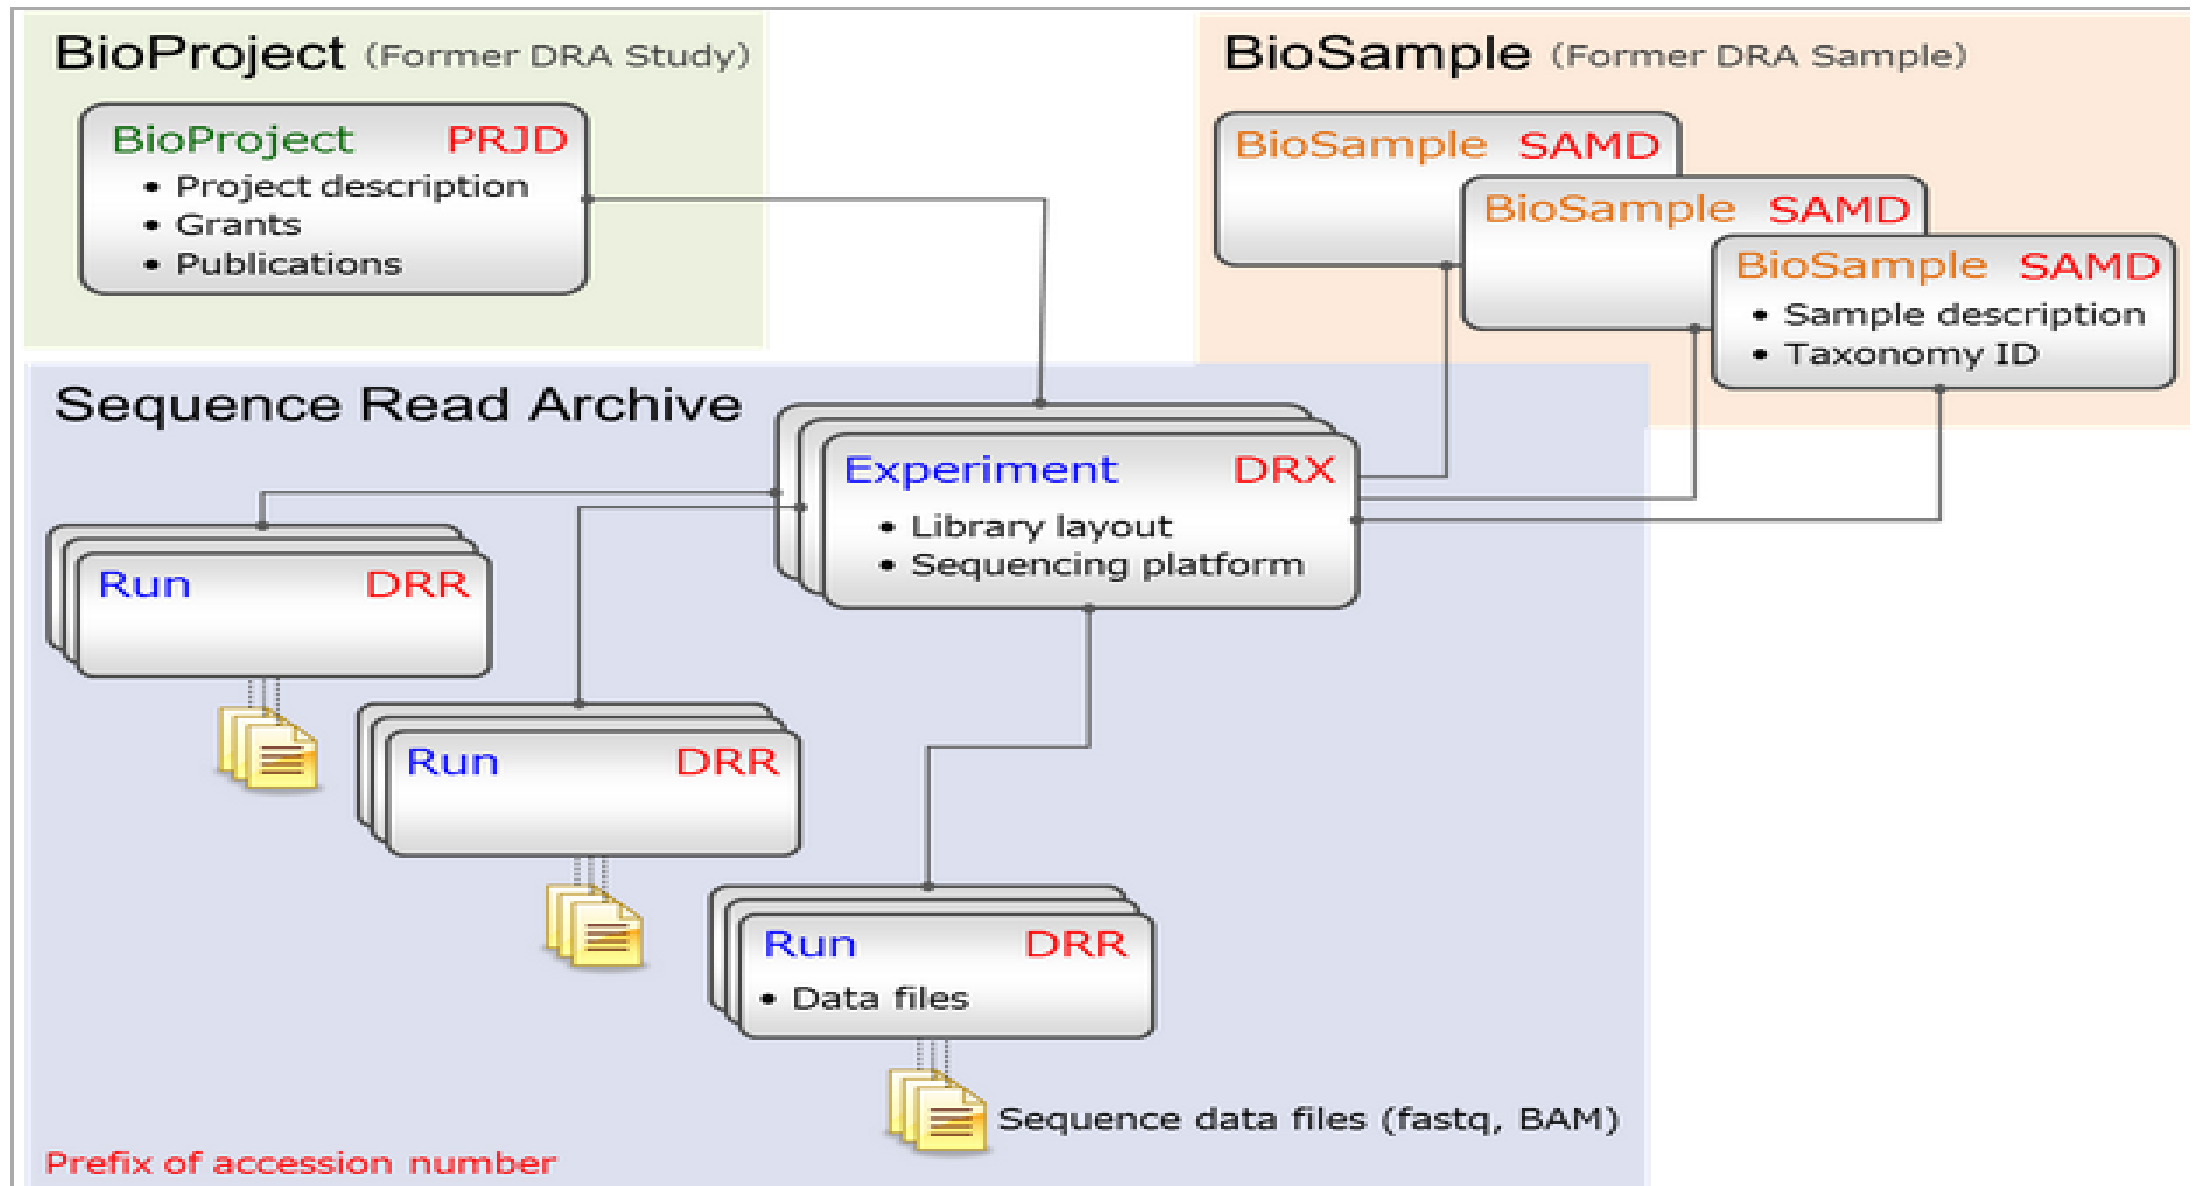 BioProject (Former DRA Study)
BioProject PRJD
• Project description
• Grants
• Publications
BioSample (Former DRA Sample)
BioSample SAMD
BioSample SAMD
BioSample SAMD
• Sample description
• Taxonomy ID
Sequence Read Archive
Experiment DRX
• Library layout
• Sequencing platform
Run DRR
Run DRR
Run DRR
• Data files
Sequence data files (fastq, BAM)
Prefix of accession number